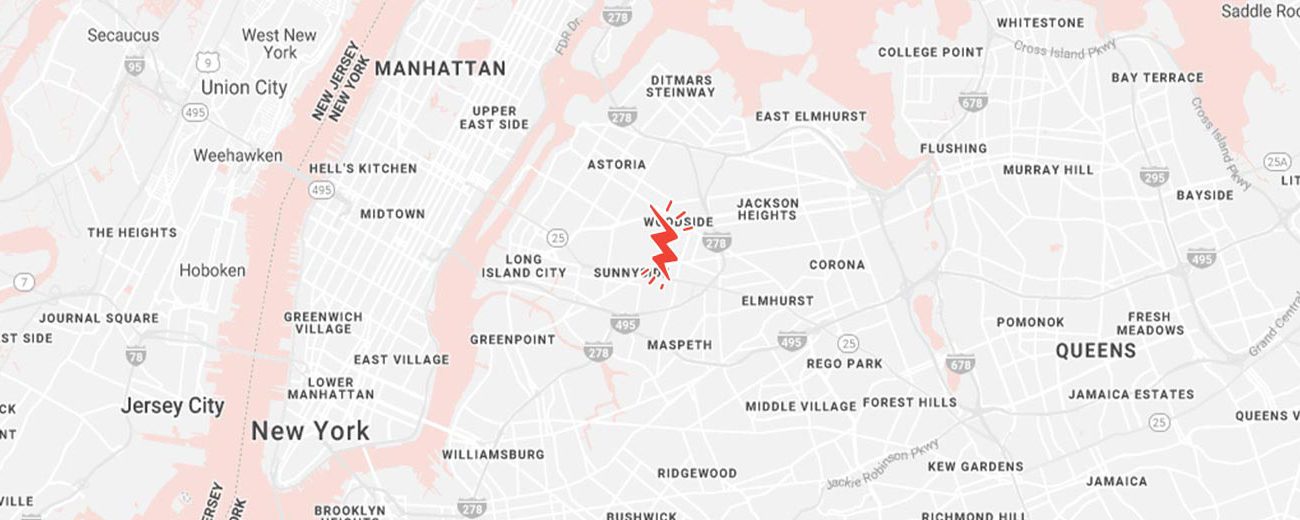 Secaucus
West New
York
95
9
Union City
495
NEW JERSEY
NEW YORK
MANHATTAN
FDR Dr.
278
UPPER
EAST SIDE
Weehawken
HELL'S KITCHEN
495
MIDTOWN
THE HEIGHTS
Hoboken
7
JOURNAL SQUARE
ST SIDE
78
GREENWICH
VILLAGE
EAST VILLAGE
LOWER
MANHATTAN
Jersey City
New York
CK
NT
VILLE
ERSEY
RK
BROOKLYN
HEIGHTS
DITMARS
STEINWAY
278
EAST ELMHURST
ASTORIA
WOODSIDE
JACKSON
HEIGHTS
278
25
LONG
ISLAND CITY
CORONA
ELMHURST
495
GREENPOINT
278
MASPETH
495
25
REGO PARK
MIDDLE VILLAGE
FOREST HILLS
WILLIAMSBURG
RIDGEWOOD
278
BUSHWICK
Jackie Robinson Pkwy
WHITESTONE
Saddle Roc
COLLEGE POINT
Cross Island Pkwy
BAY TERRACE
678
Cross Island Pkwy
FLUSHING
MURRAY HILL
295
25A
LIT
BAYSIDE
495
POMONOK
FRESH
MEADOWS
QUEENS
Grand Central
678
JAMAICA ESTATES
25
QUEENS V
KEW GARDENS
JAMAICA
RICHMOND HILL